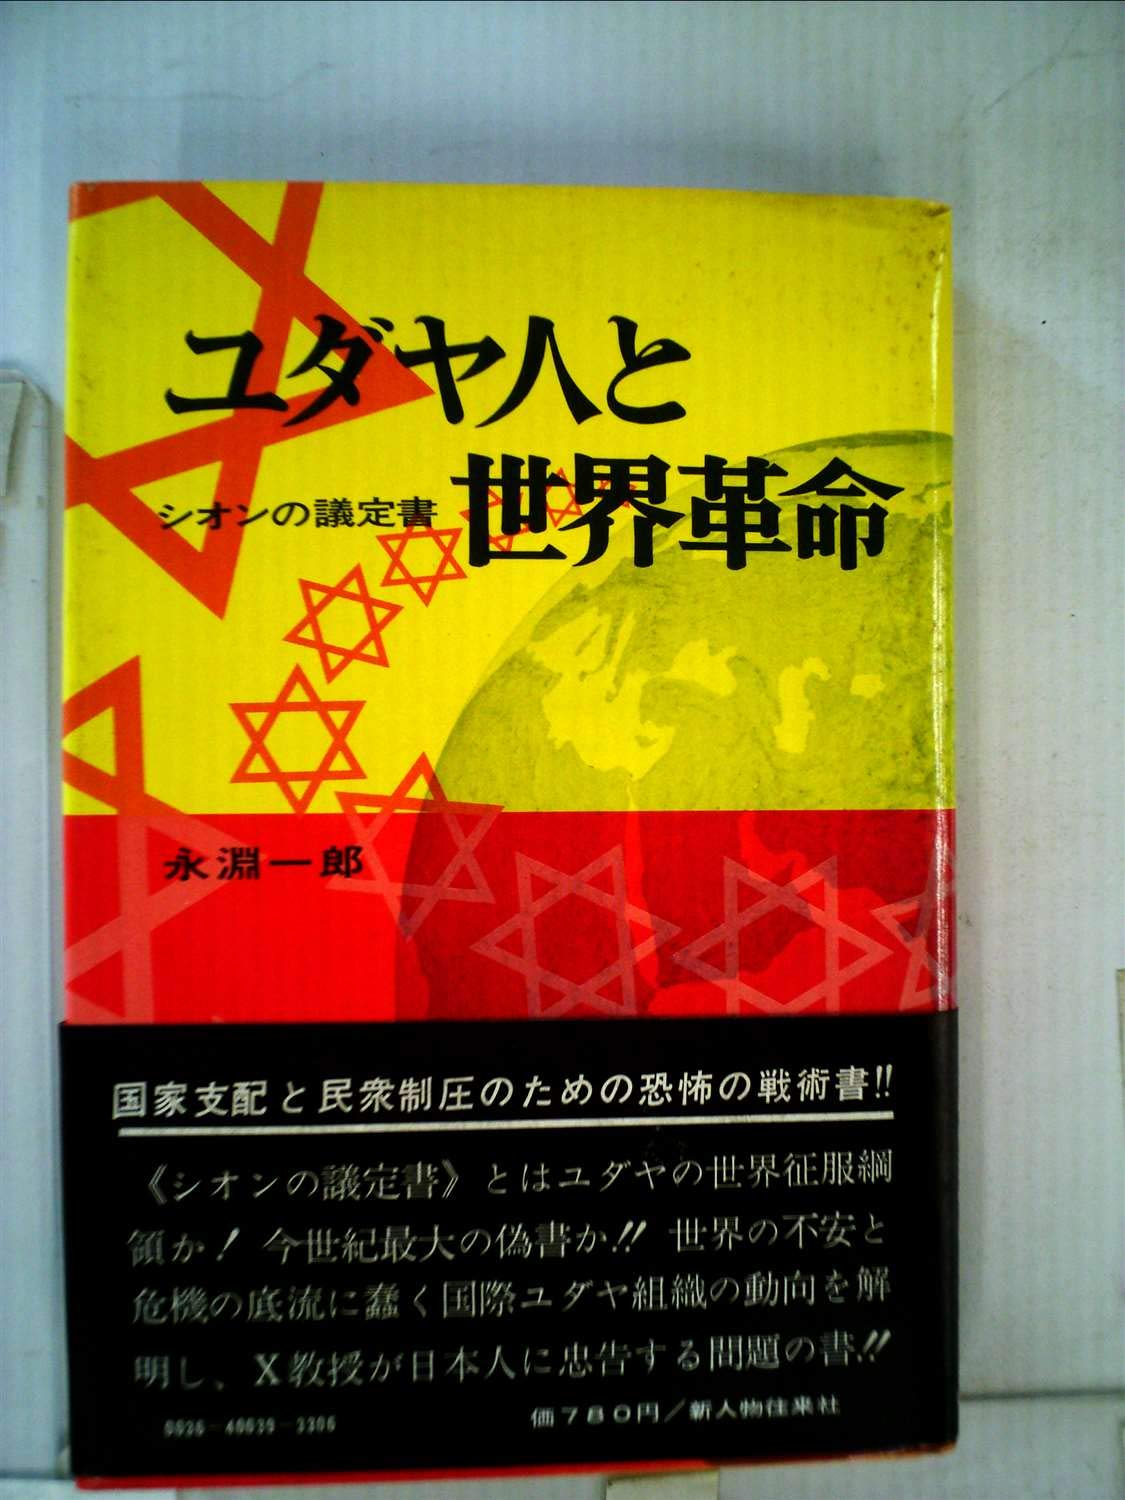 ユダヤ人と
世界革命
シオンの議定書
永淵一郎
国家支配と民衆制圧のための恐怖の戦術書!!
《シオンの議定書》とはユダヤの世界征服綱
領か! 今世紀最大の偽書か!! 世界の不安と
危機の底流に蠢く国際ユダヤ組織の動向を解
明し、X教授が日本人に忠告する問題の書!!
0036-40039-3306
価780円/新人物往来社